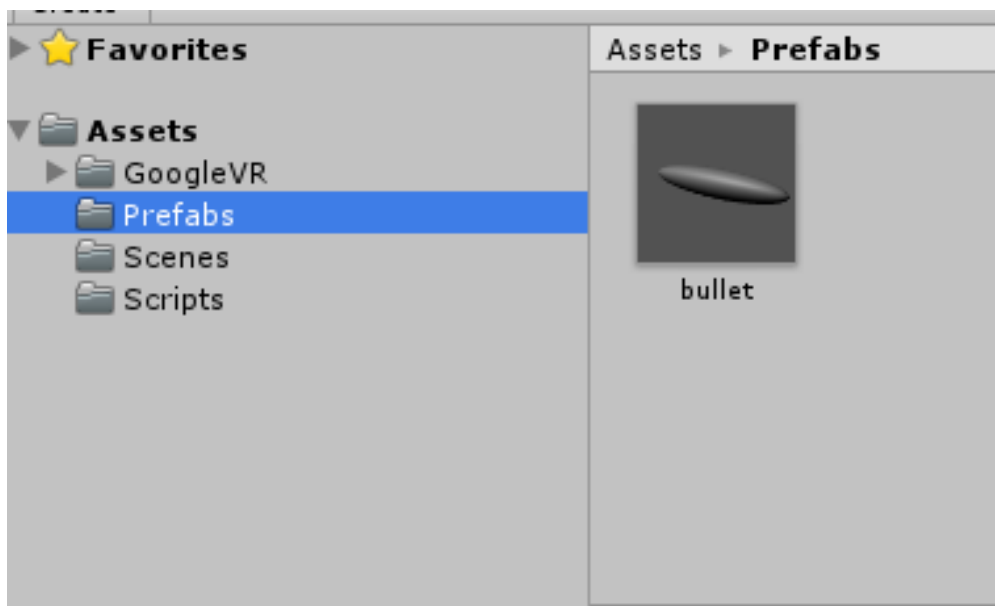 Favorites
Assets
GoogleVR
Prefabs
Scenes
Scripts
Assets ▸ Prefabs
bullet